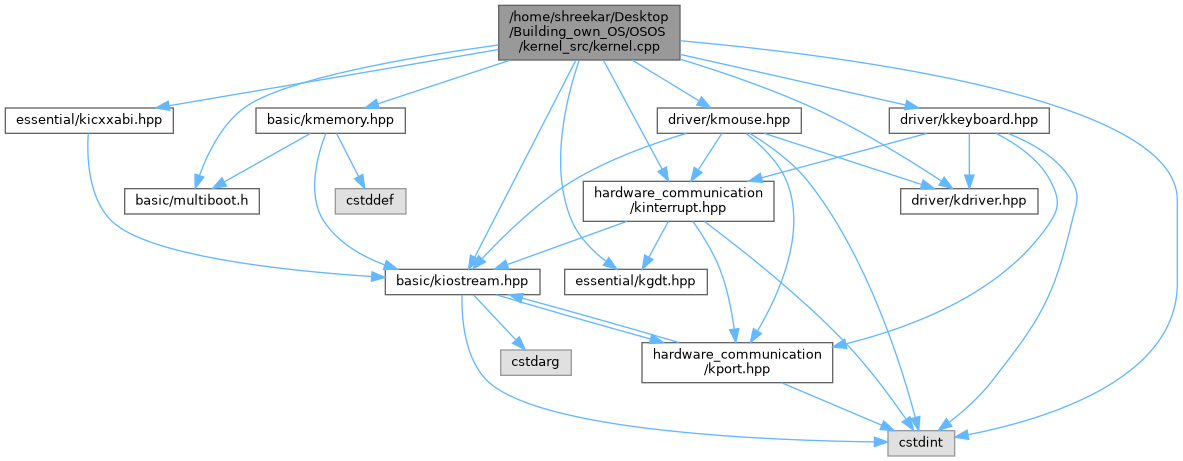 /home/shreekar/Desktop
/Building_own_OS/OSOS
/kernel_src/kernel.cpp
essential/kicxxabi.hpp
basic/kmemory.hpp
driver/kmouse.hpp
driver/kkeyboard.hpp
basic/multiboot.h
cstddef
hardware_communication
/kinterrupt.hpp
driver/kdriver.hpp
basic/kiostream.hpp
essential/kgdt.hpp
cstdarg
hardware_communication
/kport.hpp
cstdint